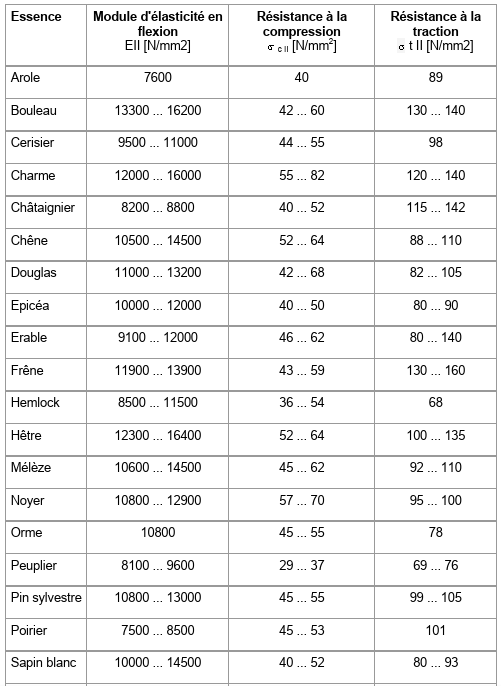 Essence Module d'élasticité en Résistance à la Résistance à la
flexion compression traction
EII [N/mm2] σ c II [N/mm²] σ t II [N/mm2]
Arole 7600 40 89
Bouleau 13300 ... 16200 42 ... 60 130 ... 140
Cerisier 9500 ... 11000 44 ... 55 98
Charme 12000 ... 16000 55 ... 82 120 ... 140
Châtaignier 8200 ... 8800 40 ... 52 115 ... 142
Chêne 10500 ... 14500 52 ... 64 88 ... 110
Douglas 11000 ... 13200 42 ... 68 82 ... 105
Epicéa 10000 ... 12000 40 ... 50 80 ... 90
Erable 9100 ... 12000 46 ... 62 80 ... 140
Frêne 11900 ... 13900 43 ... 59 130 ... 160
Hemlock 8500 ... 11500 36 ... 54 68
Hêtre 12300 ... 16400 52 ... 64 100 ... 135
Mélèze 10600 ... 14500 45 ... 62 92 ... 110
Noyer 10800 ... 12900 57 ... 70 95 ... 100
Orme 10800 45 ... 55 78
Peuplier 8100 ... 9600 29 ... 37 69 ... 76
Pin sylvestre 10800 ... 13000 45 ... 55 99 ... 105
Poirier 7500 ... 8500 45 ... 53 101
Sapin blanc 10000 ... 14500 40 ... 52 80 ... 93